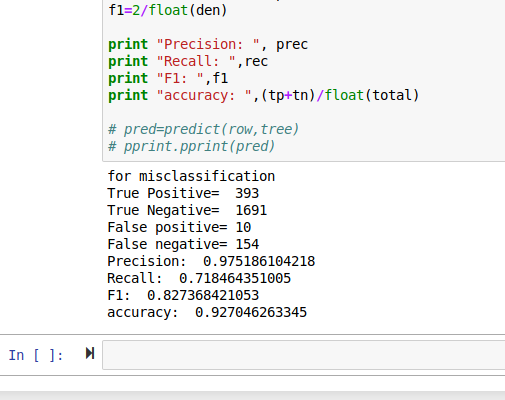 f1=2/float(den)
print "Precision: ", prec
print "Recall: ",rec
print "F1: ",f1
print "accuracy: ",(tp+tn)/float(total)
# pred=predict(row,tree)
# pprint.pprint(pred)
for misclassification
True Positive=  393
True Negative=  1691
False positive= 10
False negative= 154
Precision:  0.975186104218
Recall:  0.718464351005
F1:  0.827368421053
accuracy:  0.927046263345
In [ ]: